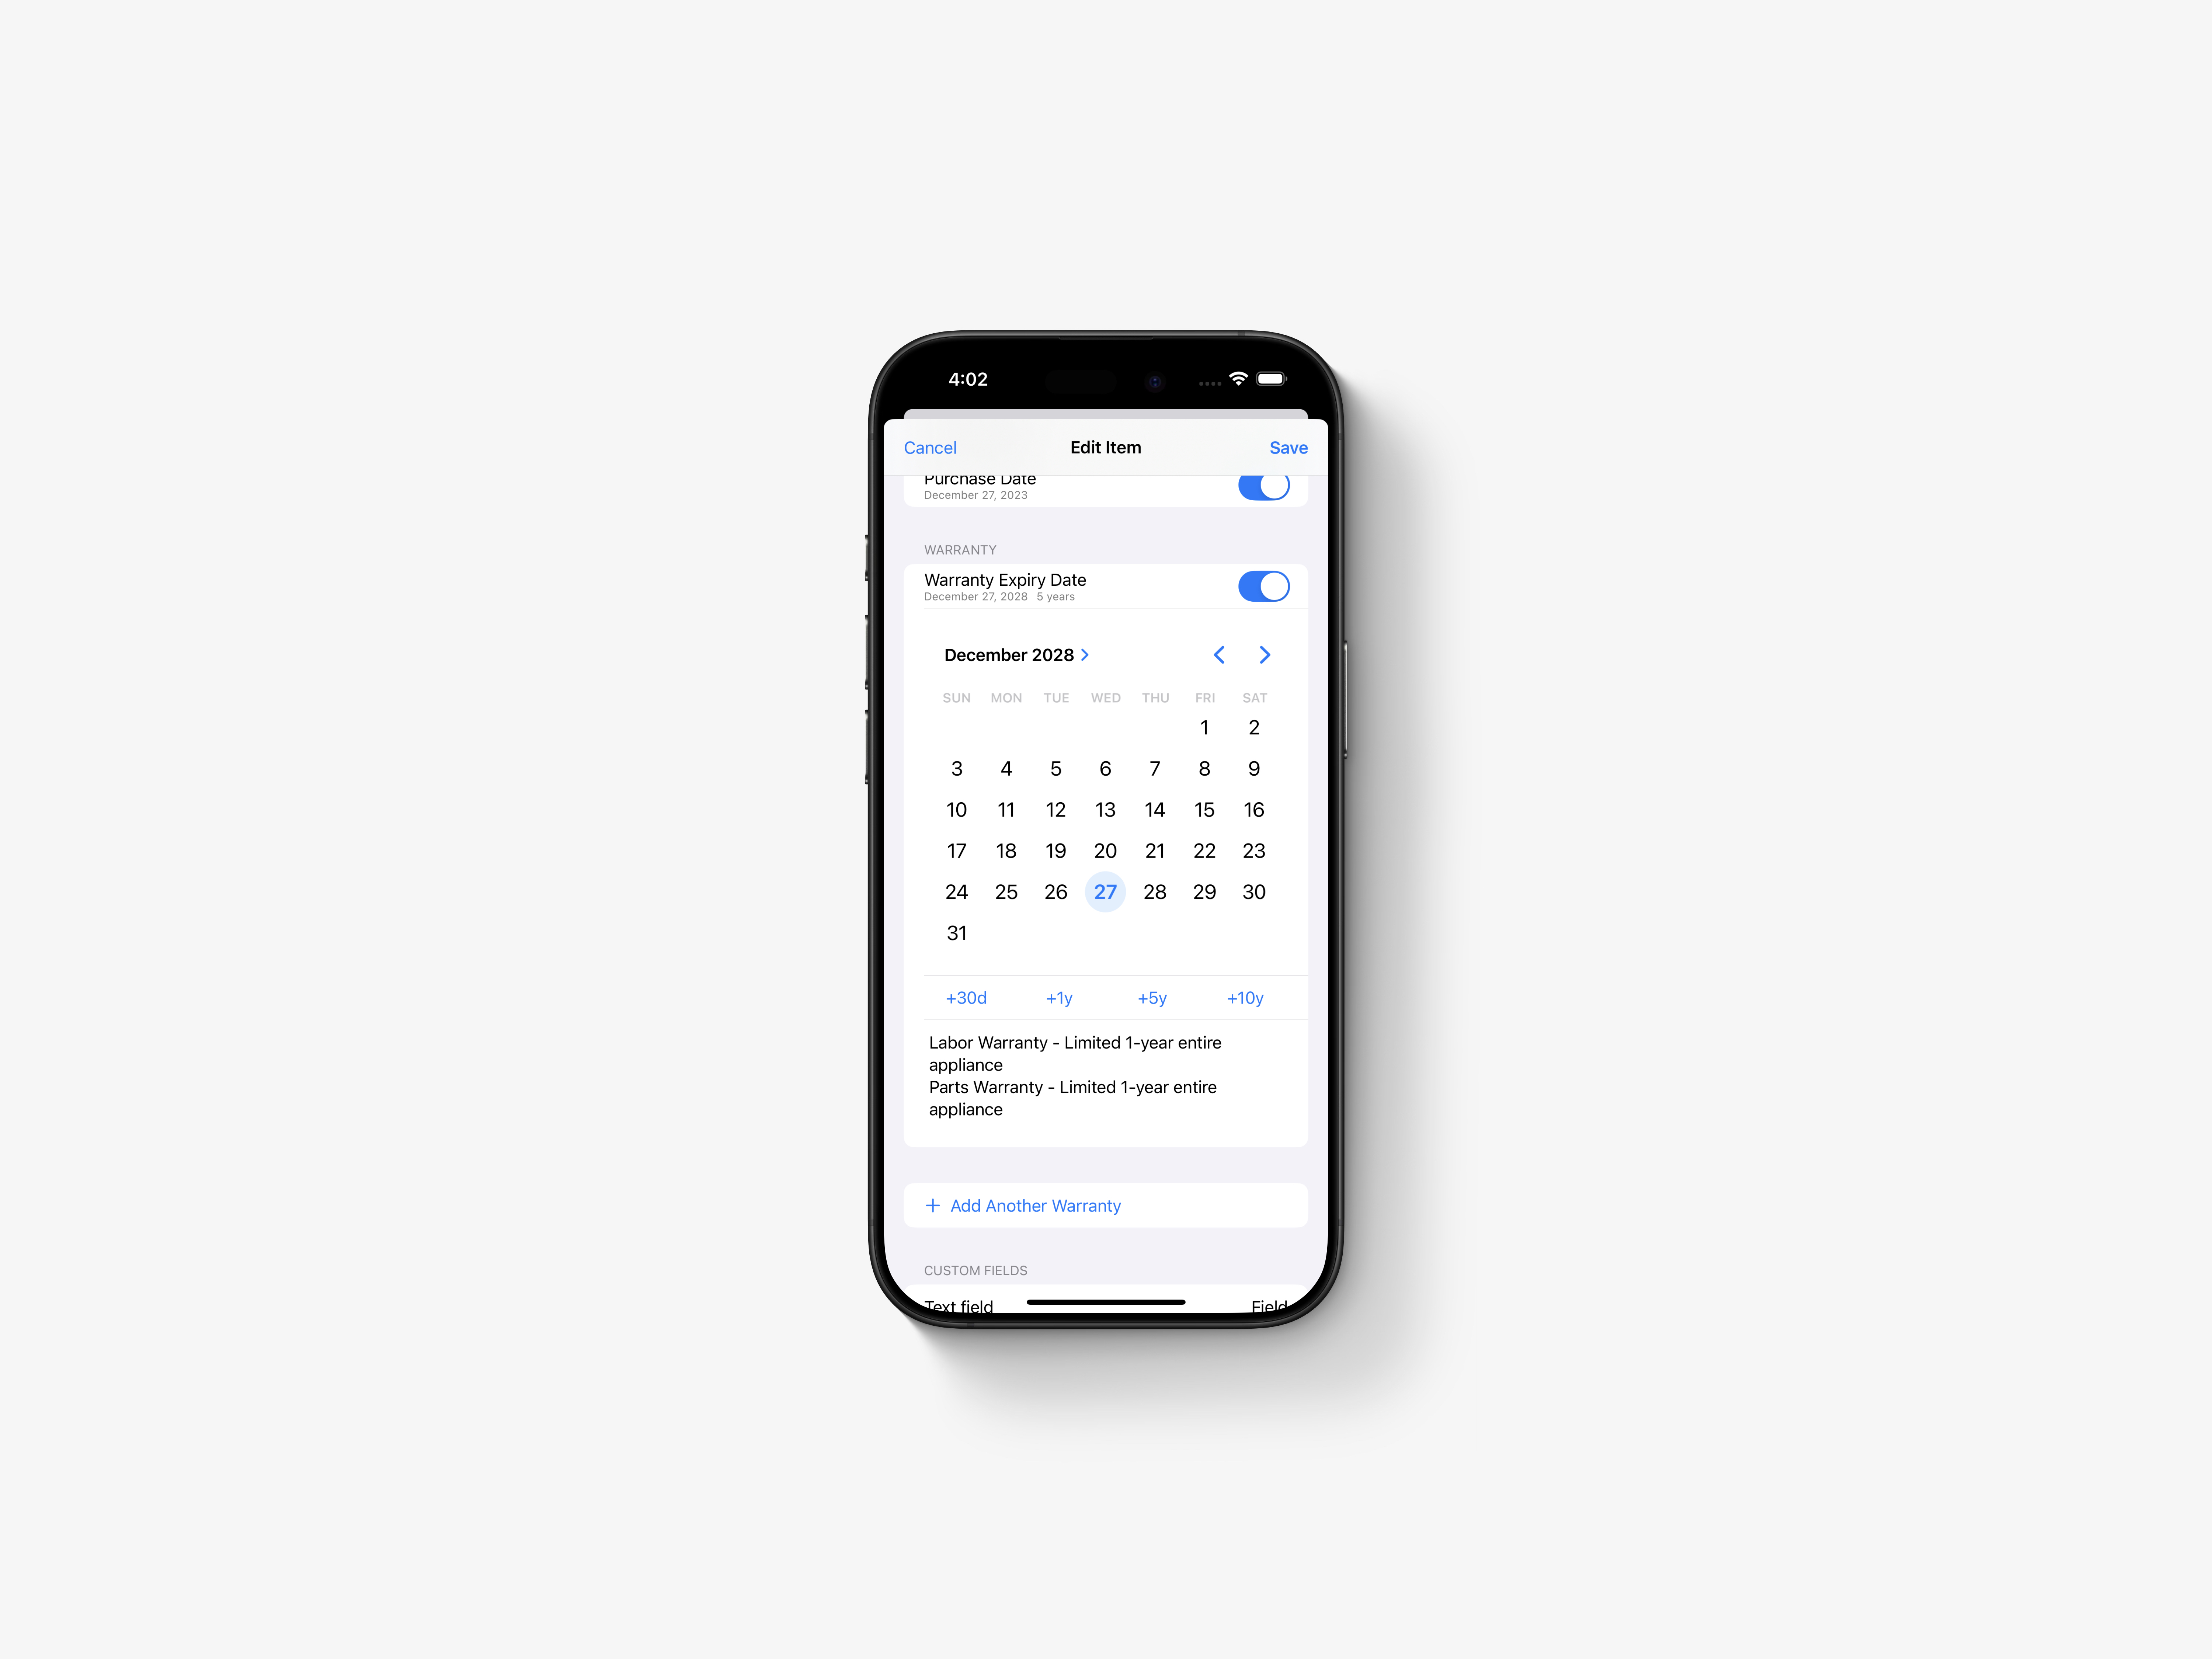 4:02
Cancel Edit Item Save
Purchase Date
December 27, 2023
WARRANTY
Warranty Expiry Date
December 27, 2028 5 years
December 2028
SUN MON TUE WED THU FRI SAT
1 2
3 4 5 6 7 8 9
10 11 12 13 14 15 16
17 18 19 20 21 22 23
24 25 26 27 28 29 30
31
+30d +1y +5y +10y
Labor Warranty - Limited 1-year entire
appliance
Parts Warranty - Limited 1-year entire
appliance
+ Add Another Warranty
CUSTOM FIELDS
Text field Field